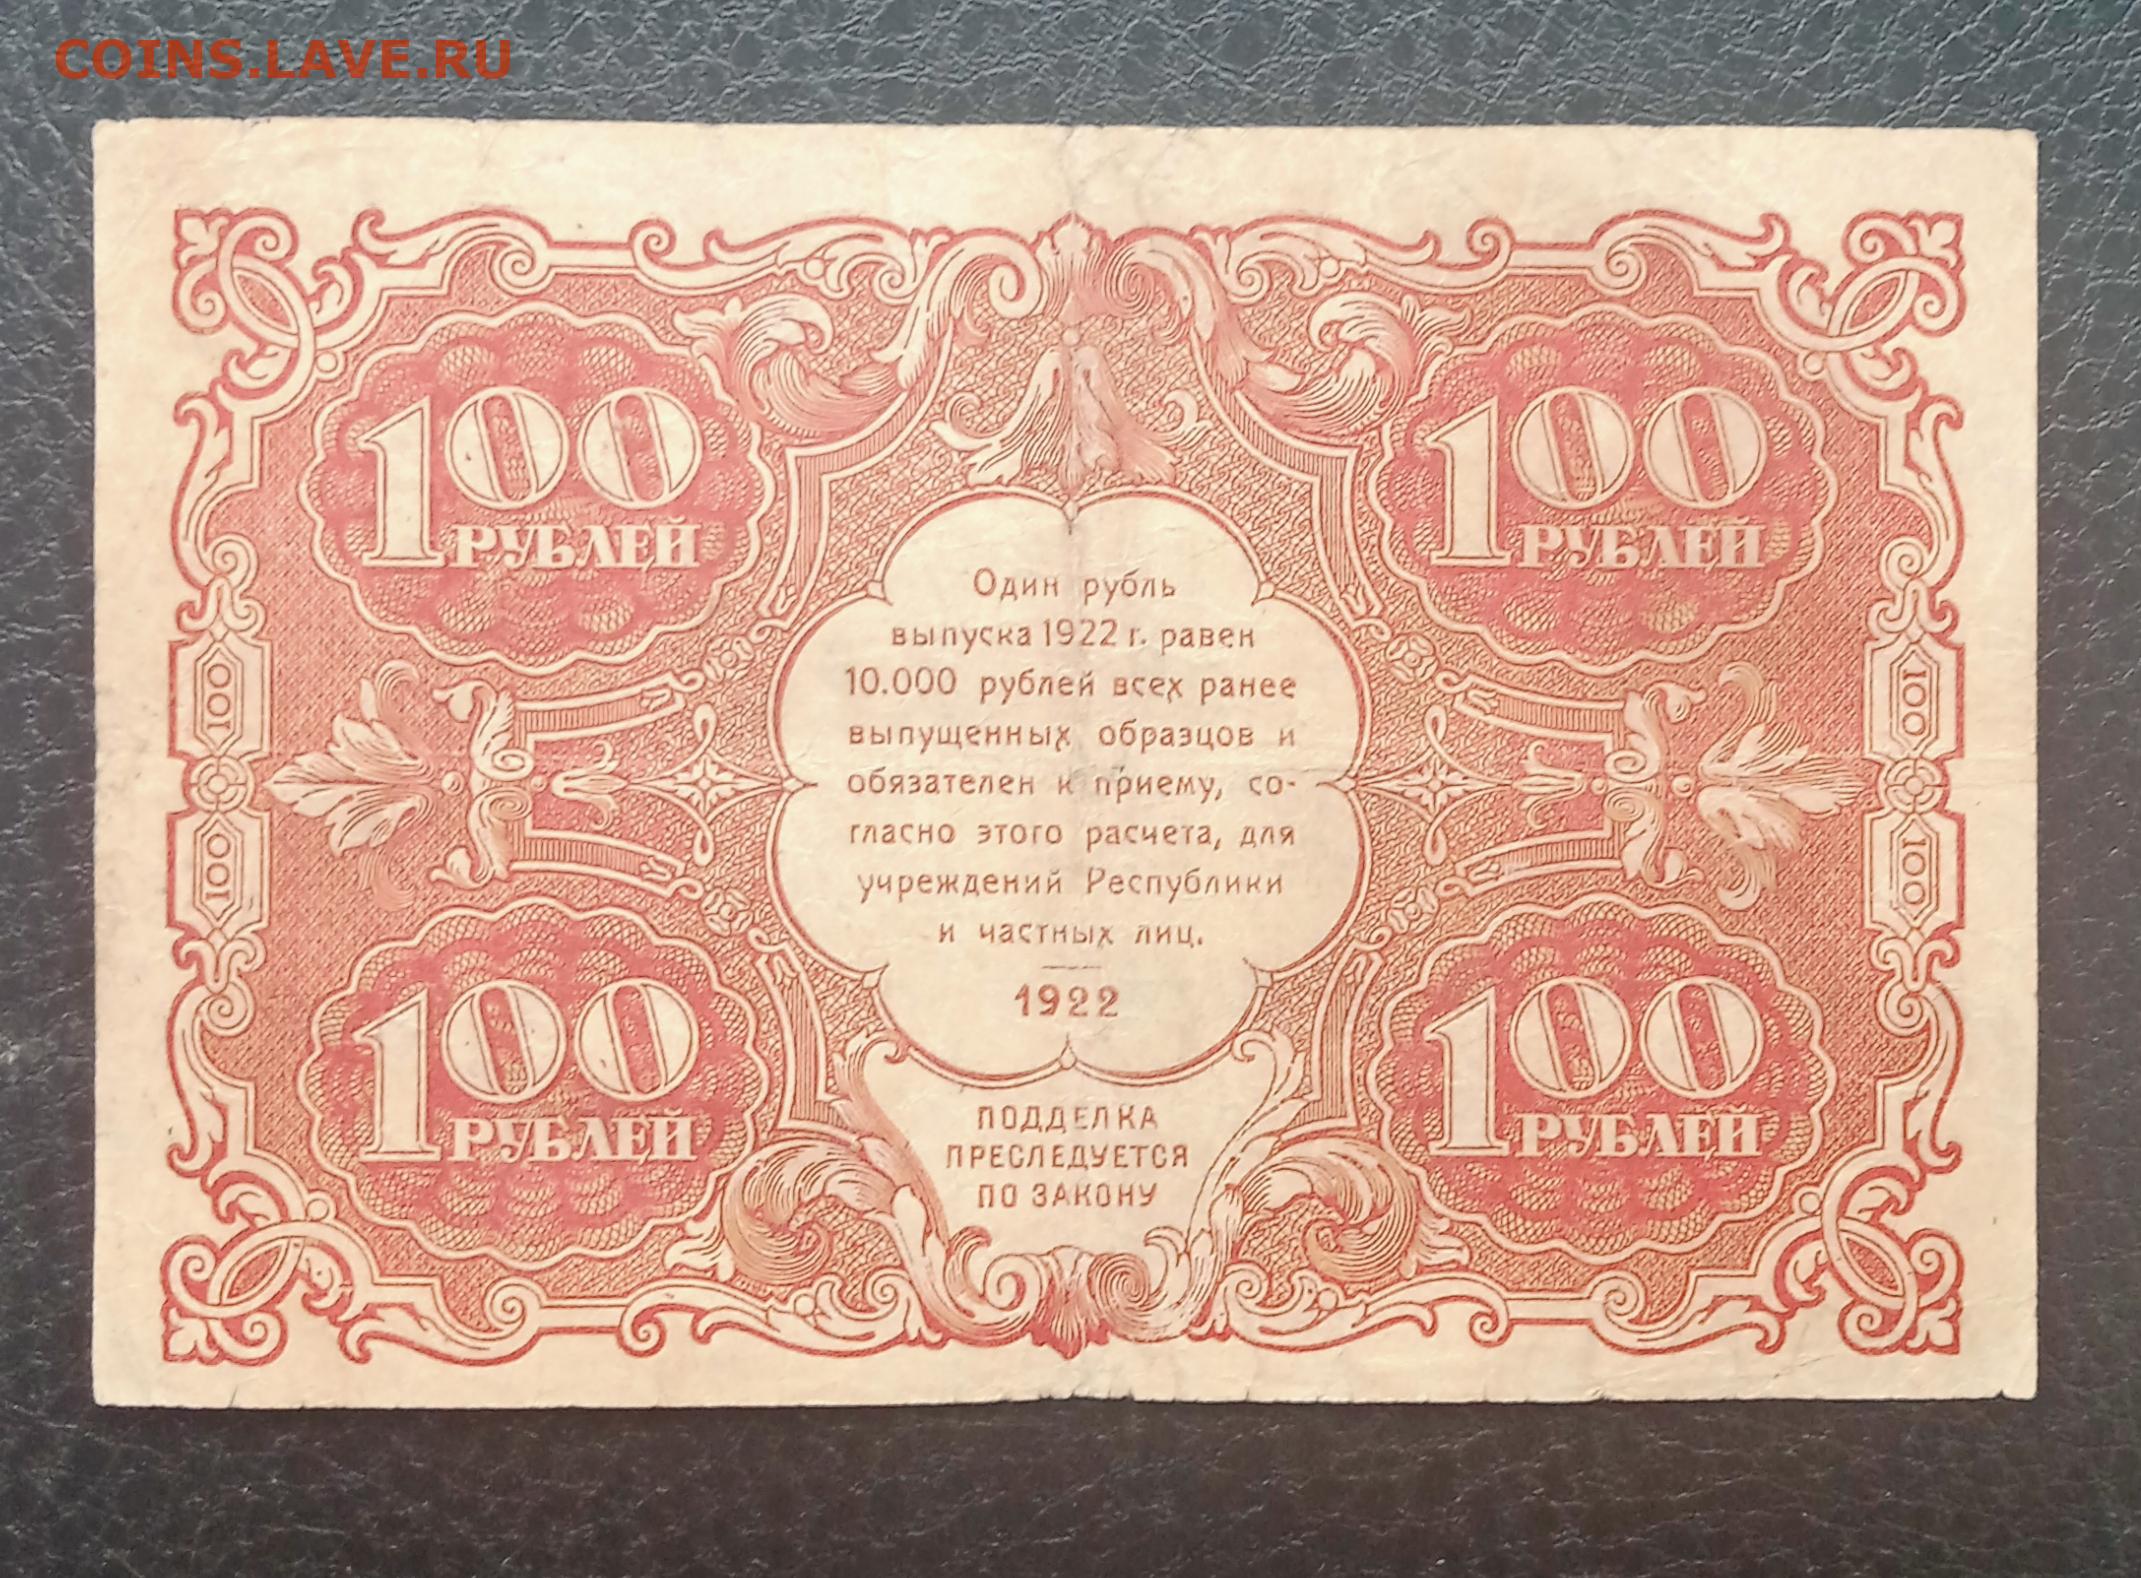 COINS.LAVE.RU
100
РУБЛЕЙ
100
РУБЛЕЙ
Один рубль
выпуска 1922 г. равен
10.000 рублей всех ранее
выпущенных образцов и
обязателен к приему, со-
гласно этого расчета, для
учреждений Республики
и частных лиц.
1922
100
100
100
100
100
РУБЛЕЙ
100
РУБЛЕЙ
ПОДДЕЛКА
ПРЕСЛЕДУЕТСЯ
ПО ЗАКОНУ